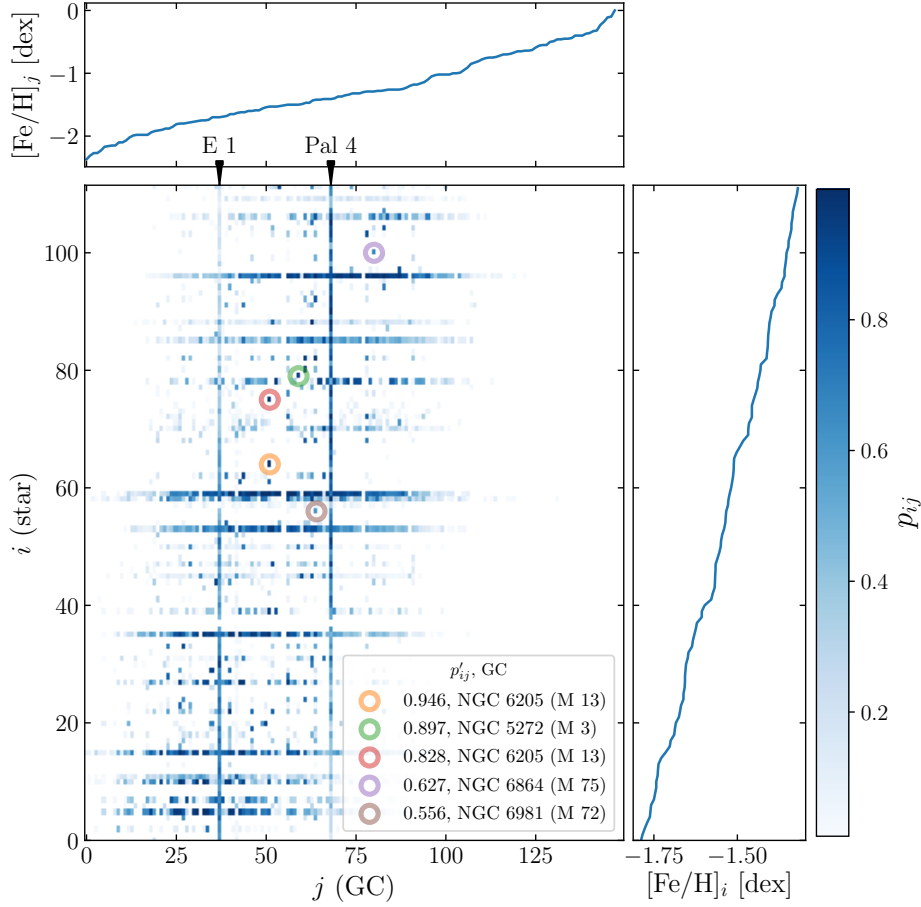 0
−1
−2
[Fe/H]j [dex]
E 1 Pal 4
100
80
60
40
20
0
i (star)
0 25 50 75 100 125
j (GC)
p′ij, GC
0.946, NGC 6205 (M 13)
0.897, NGC 5272 (M 3)
0.828, NGC 6205 (M 13)
0.627, NGC 6864 (M 75)
0.556, NGC 6981 (M 72)
−1.75 −1.50
[Fe/H]i [dex]
0.8
0.6
0.4
0.2
pij